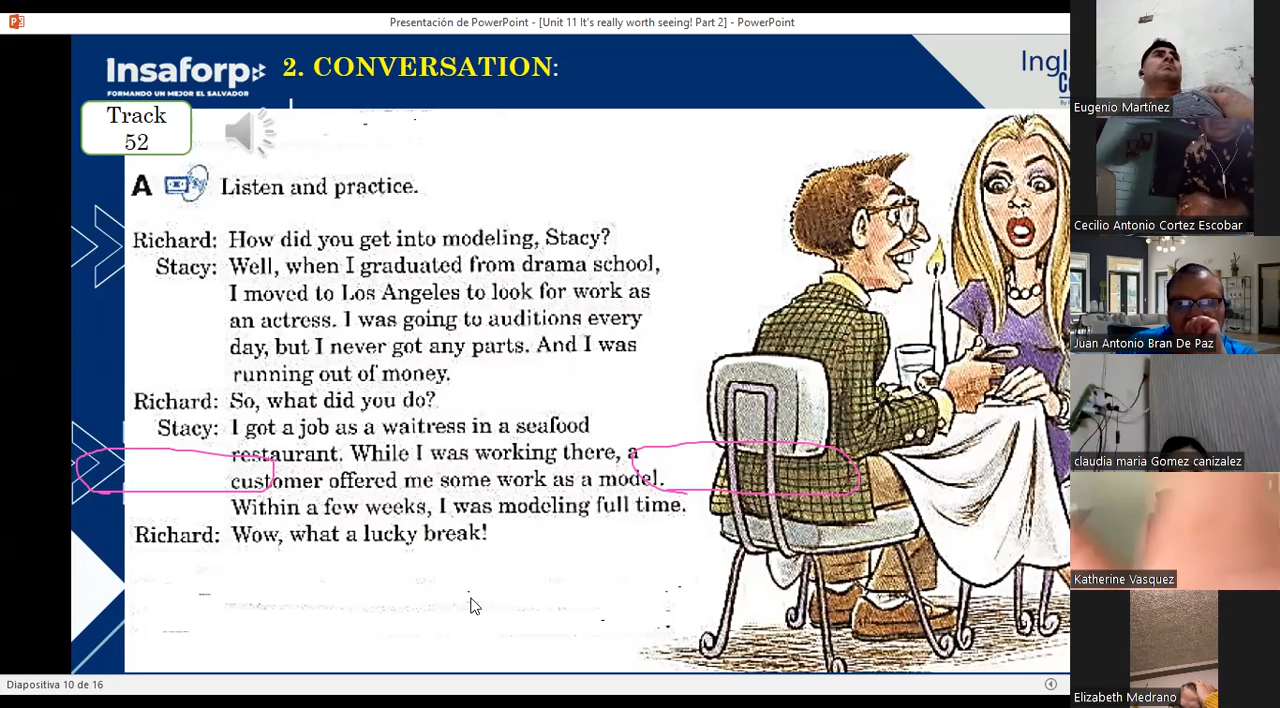 Presentación de PowerPoint - [Unit 11 It's really worth seeing! Part 2] - PowerPoint
Insaforp
FORMANDO UN MEJOR EL SALVADOR
2. CONVERSATION:
Track
52
A Listen and practice.
Richard: How did you get into modeling, Stacy?
Stacy: Well, when I graduated from drama school,
I moved to Los Angeles to look for work as
an actress. I was going to auditions every
day, but I never got any parts. And I was
running out of money.
Richard: So, what did you do?
Stacy: I got a job as a waitress in a seafood
restaurant. While I was working there, a
customer offered me some work as a model.
Within a few weeks, I was modeling full time.
Richard: Wow, what a lucky break!
Diapositiva 10 de 16
Eugenio Martínez
Cecilio Antonio Cortez Escobar
Juan Antonio Bran De Paz
claudia maria Gomez canizalez
Katherine Vasquez
Elizabeth Medrano